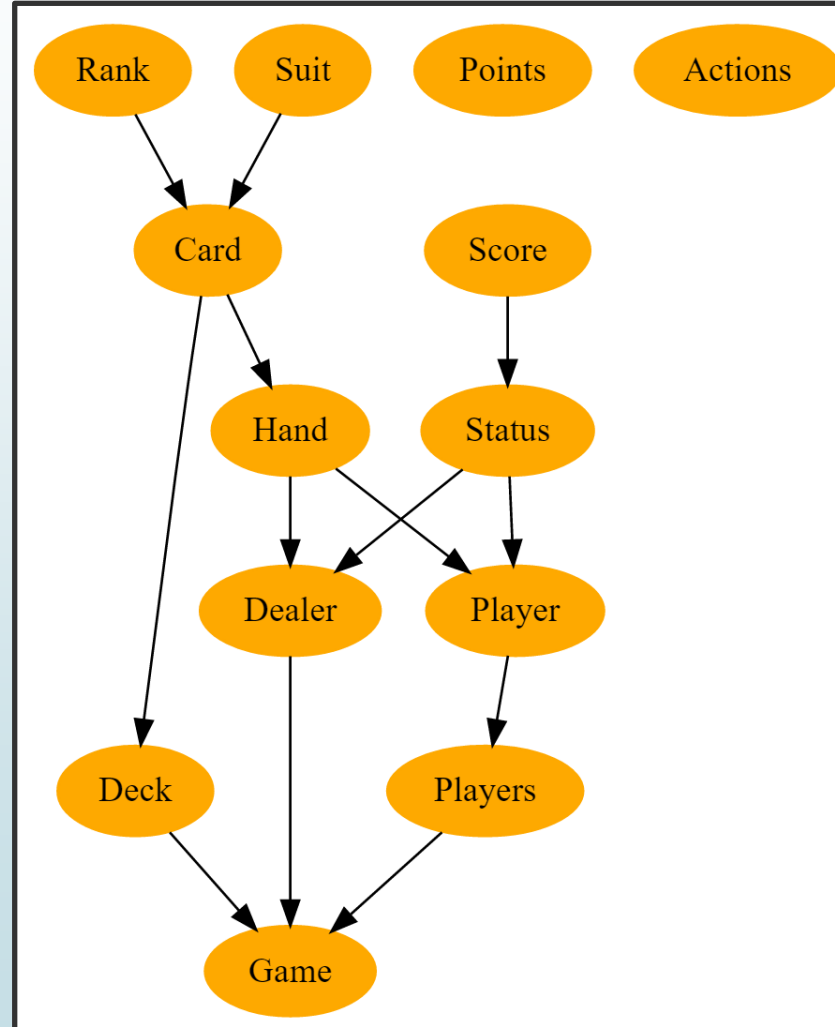 Rank
Suit
Points
Actions
Card
Score
Hand
Status
Dealer
Player
Deck
Players
Game